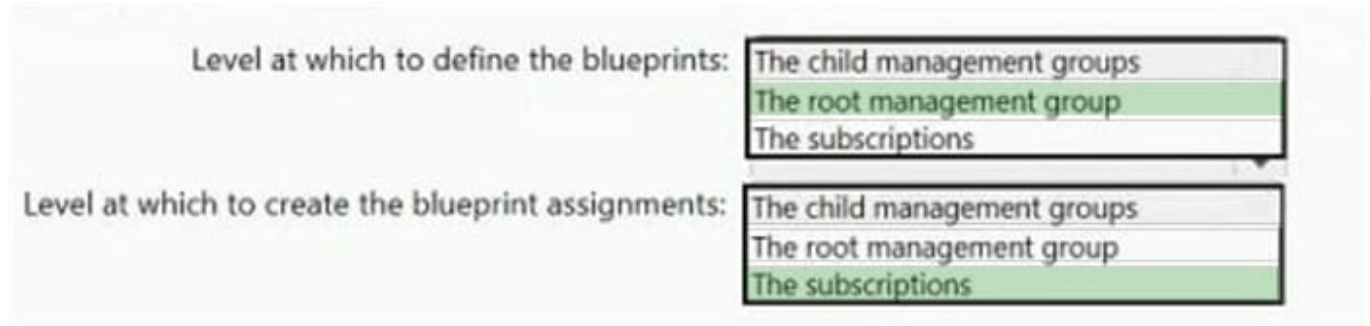 Level at which to define the blueprints:
The child management groups
The root management group
The subscriptions
Level at which to create the blueprint assignments:
The child management groups
The root management group
The subscriptions